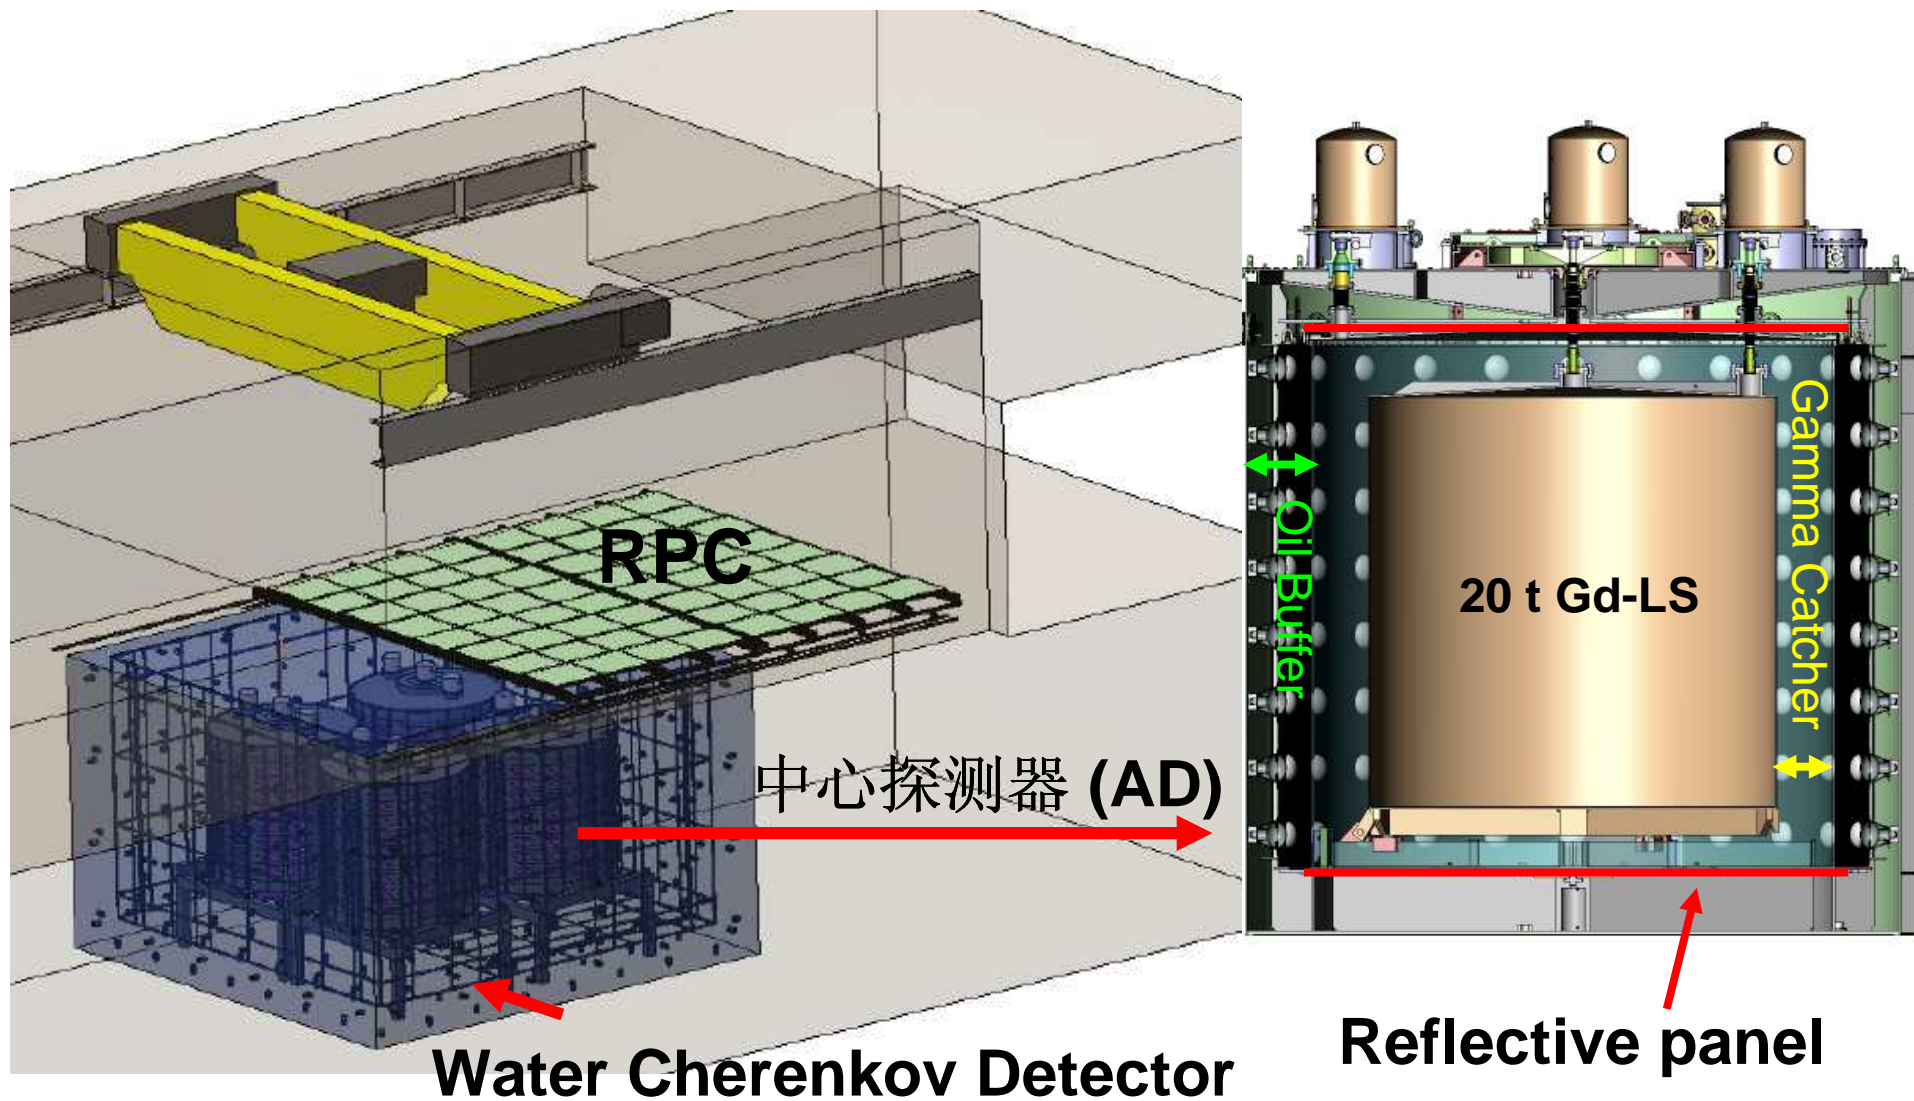 RPC
中心探测器 (AD)
Water Cherenkov Detector
Oil Buffer
20 t Gd-LS
Gamma Catcher
Reflective panel